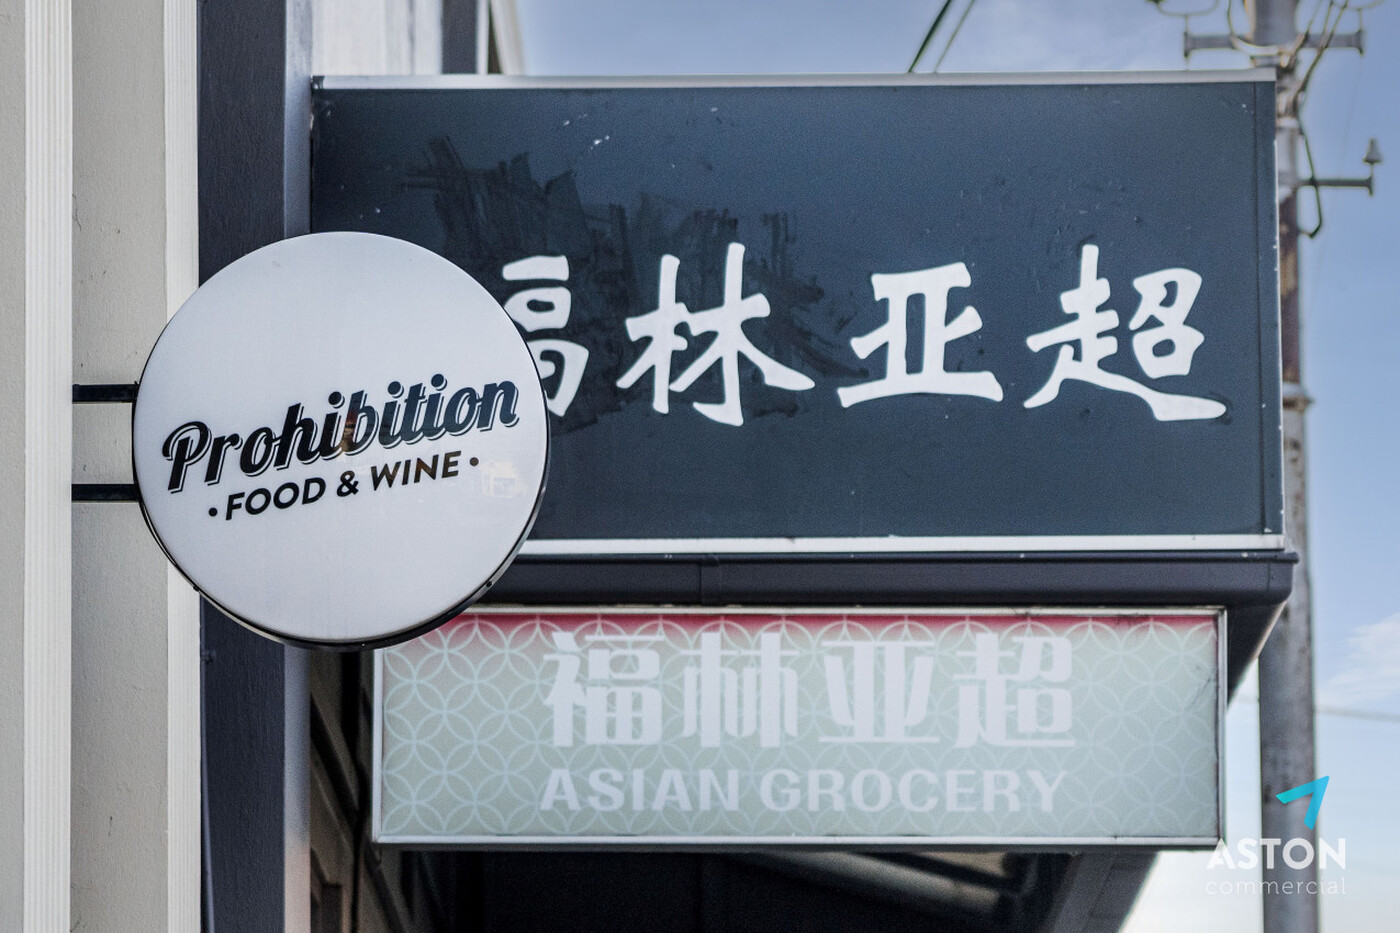 Prohibition
• FOOD & WINE •
福林亚超
福林亚超
ASIAN GROCERY
ASTON
commercial